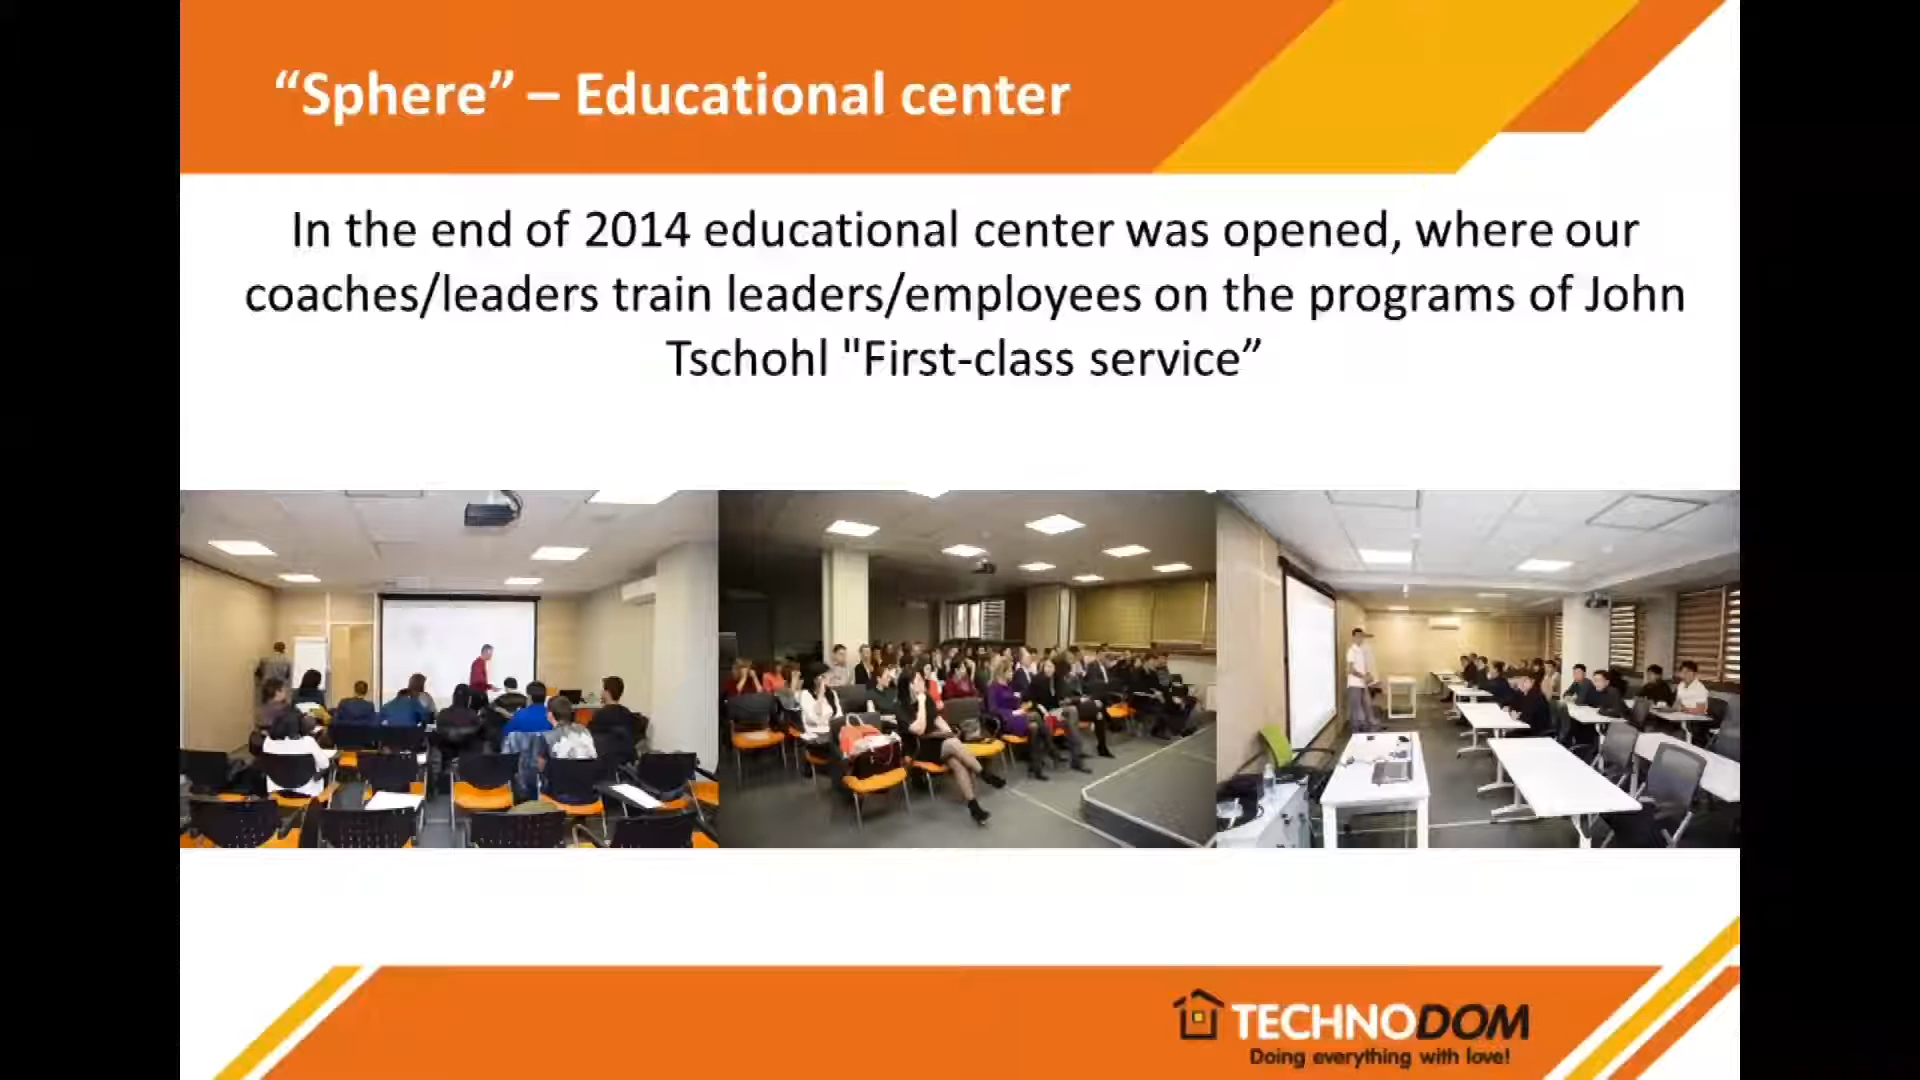 “Sphere” – Educational center
In the end of 2014 educational center was opened, where our
coaches/leaders train leaders/employees on the programs of John
Tschohl "First-class service”
TECHNODOM
Doing everything with love!